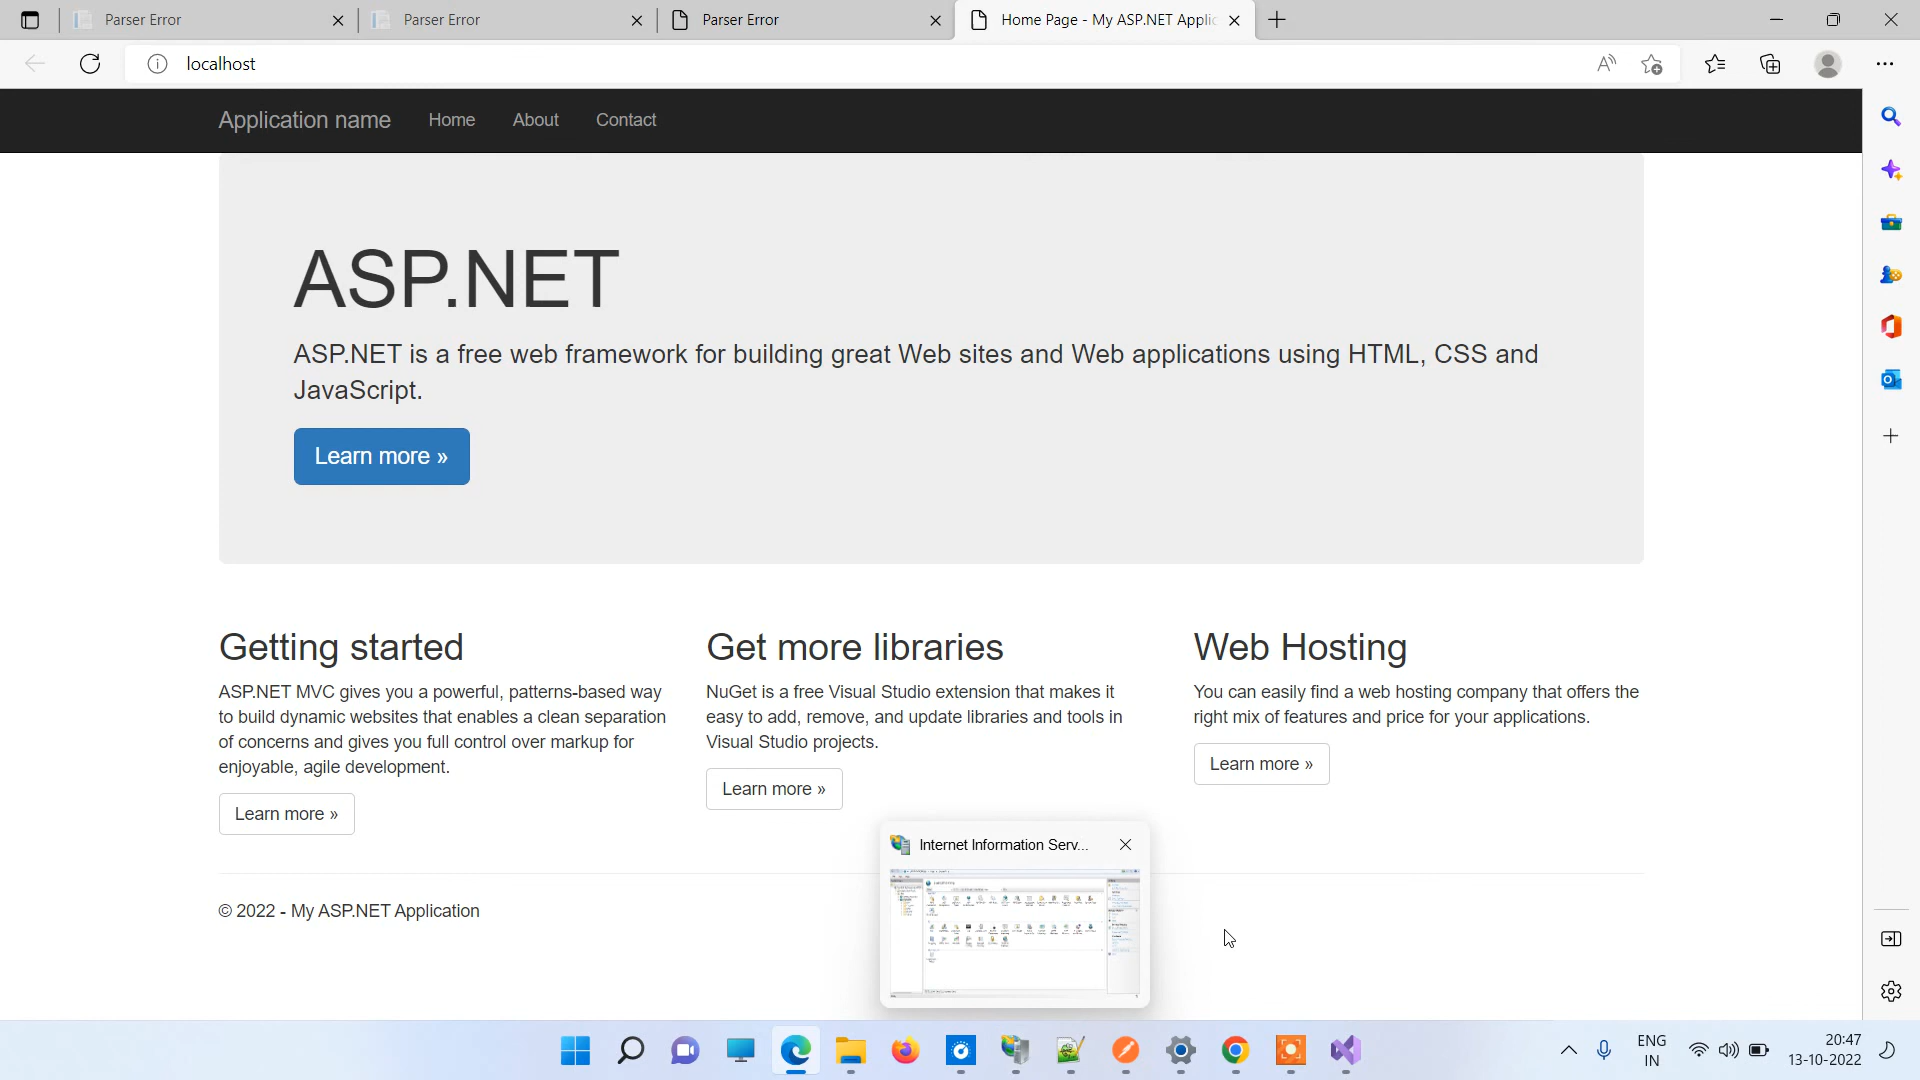 Parser Error
Parser Error
Parser Error
Home Page - My ASP.NET Applic
localhost
Application name
Home
About
Contact
ASP.NET
ASP.NET is a free web framework for building great Web sites and Web applications using HTML, CSS and
JavaScript.
Learn more »
Getting started
ASP.NET MVC gives you a powerful, patterns-based way
to build dynamic websites that enables a clean separation
of concerns and gives you full control over markup for
enjoyable, agile development.
Learn more »
Get more libraries
NuGet is a free Visual Studio extension that makes it
easy to add, remove, and update libraries and tools in
Visual Studio projects.
Learn more »
Web Hosting
You can easily find a web hosting company that offers the
right mix of features and price for your applications.
Learn more »
Internet Information Serv...
© 2022 - My ASP.NET Application
ENG
IN
20:47
13-10-2022